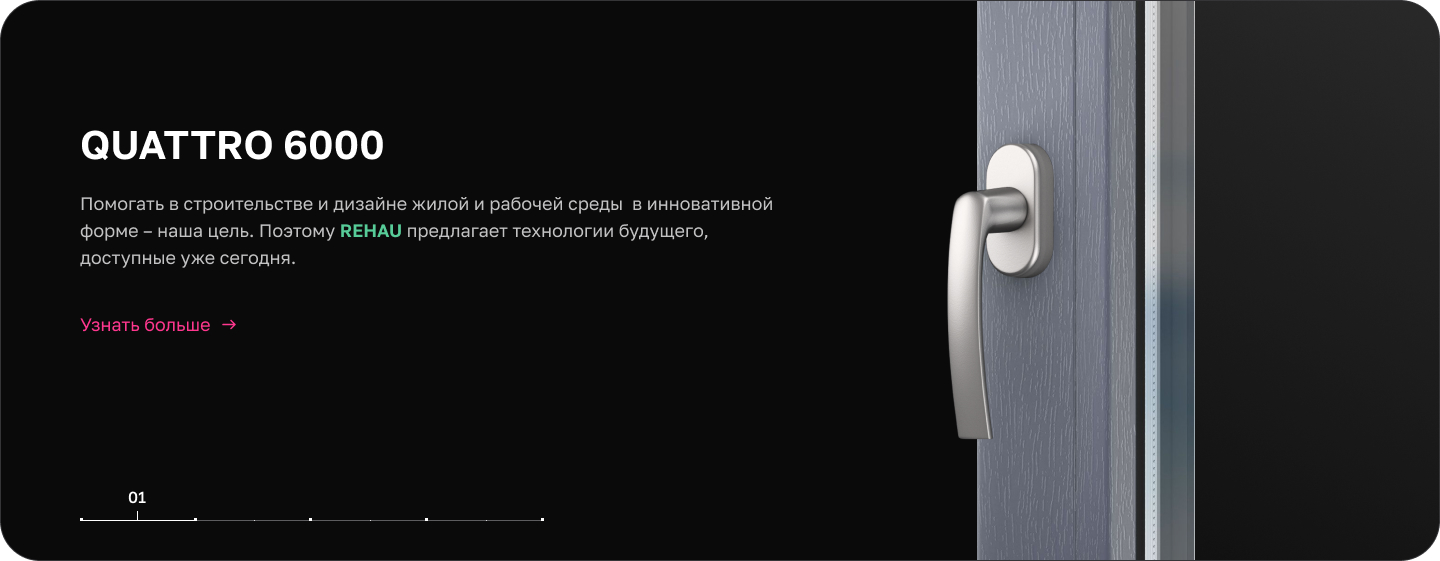 QUATTRO 6000
Помогать в строительстве и дизайне жилой и рабочей среды  в инновативной
форме – наша цель. Поэтому REHAU предлагает технологии будущего,
доступные уже сегодня.
Узнать больше →
01